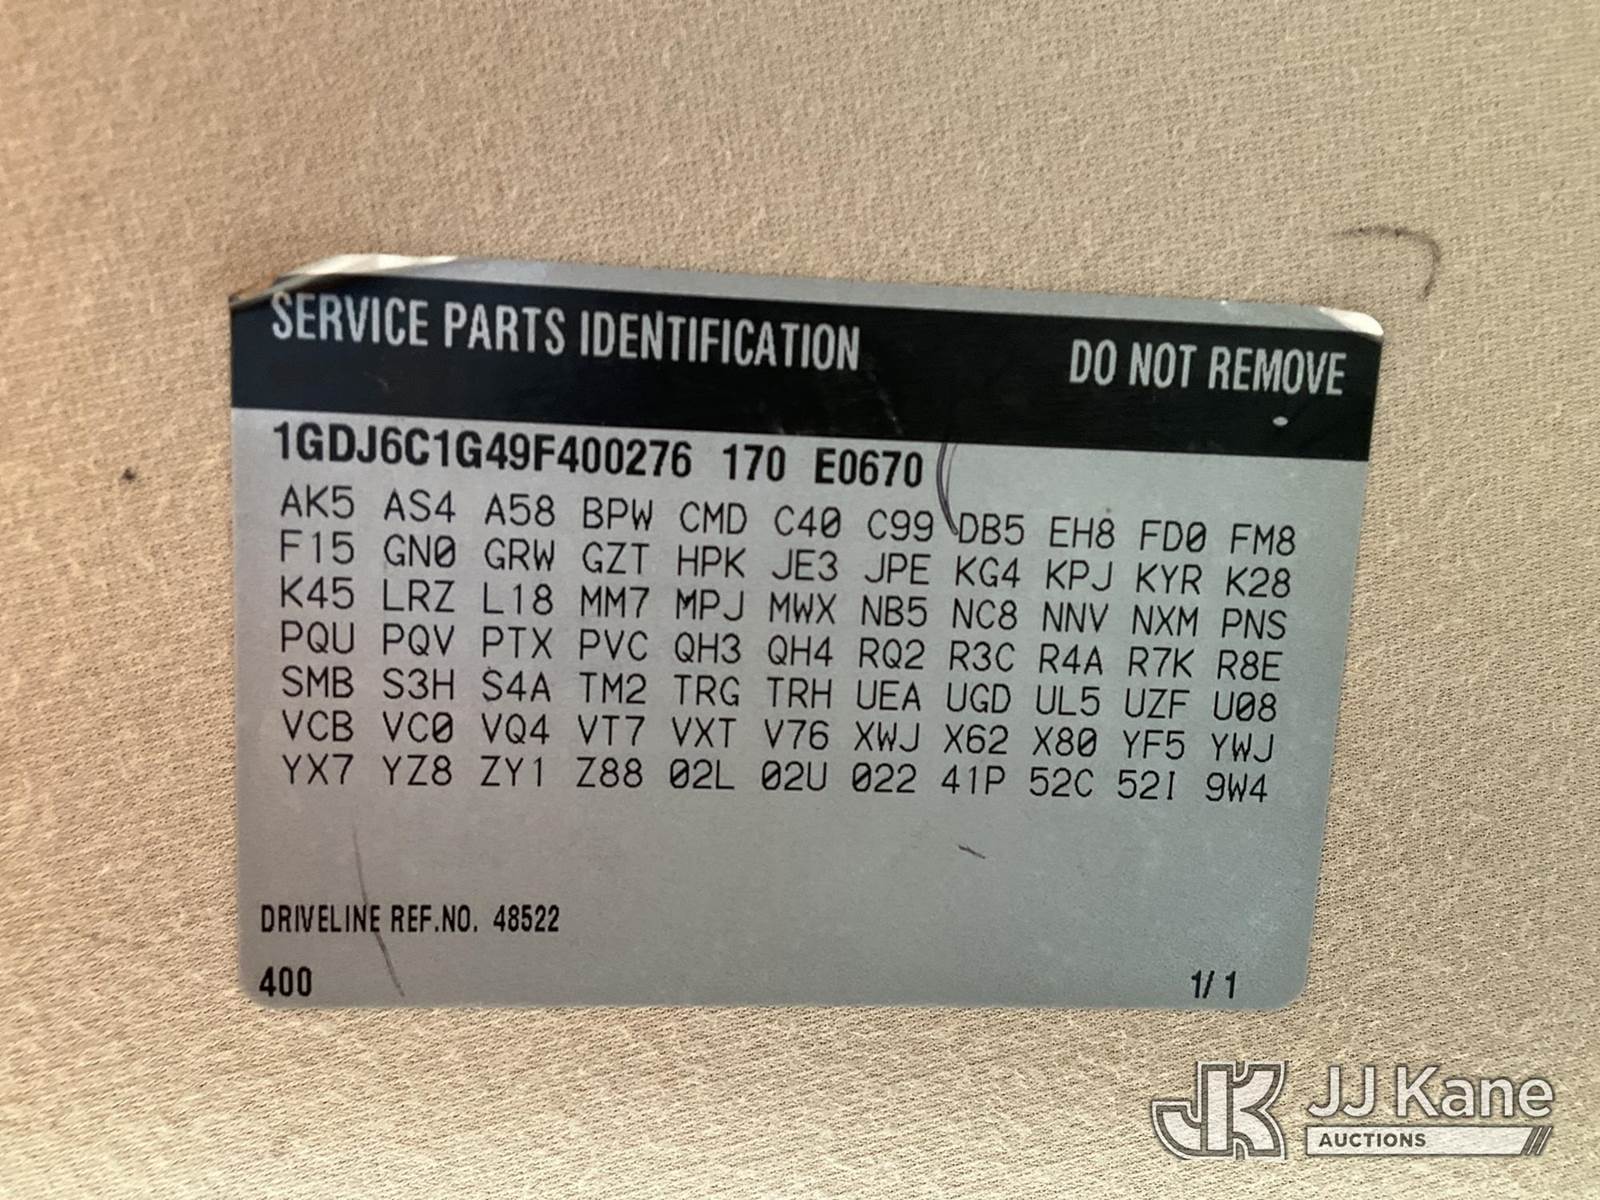 SERVICE PARTS IDENTIFICATION DO NOT REMOVE
1GDJ6C1G49F400276 170 E0670
AK5 AS4 A58 BPW CMD C40 C99 DB5 EH8 FD0 FM8
F15 GN0 GRW GZT HPK JE3 JPE KG4 KPJ KYR K28
K45 LRZ L18 MM7 MPJ MWX NB5 NC8 NNV NXM PNS
PQU PQV PTX PVC QH3 QH4 RQ2 R3C R4A R7K R8E
SMB S3H S4A TM2 TRG TRH UEA UGD UL5 UZF U08
VCB VC0 VQ4 VT7 VXT V76 XWJ X62 X80 YF5 YWJ
YX7 YZ8 ZY1 Z88 02L 02U 022 41P 52C 52I 9W4
DRIVELINE REF.NO. 48522
400 1/ 1
JK JJ Kane
AUCTIONS